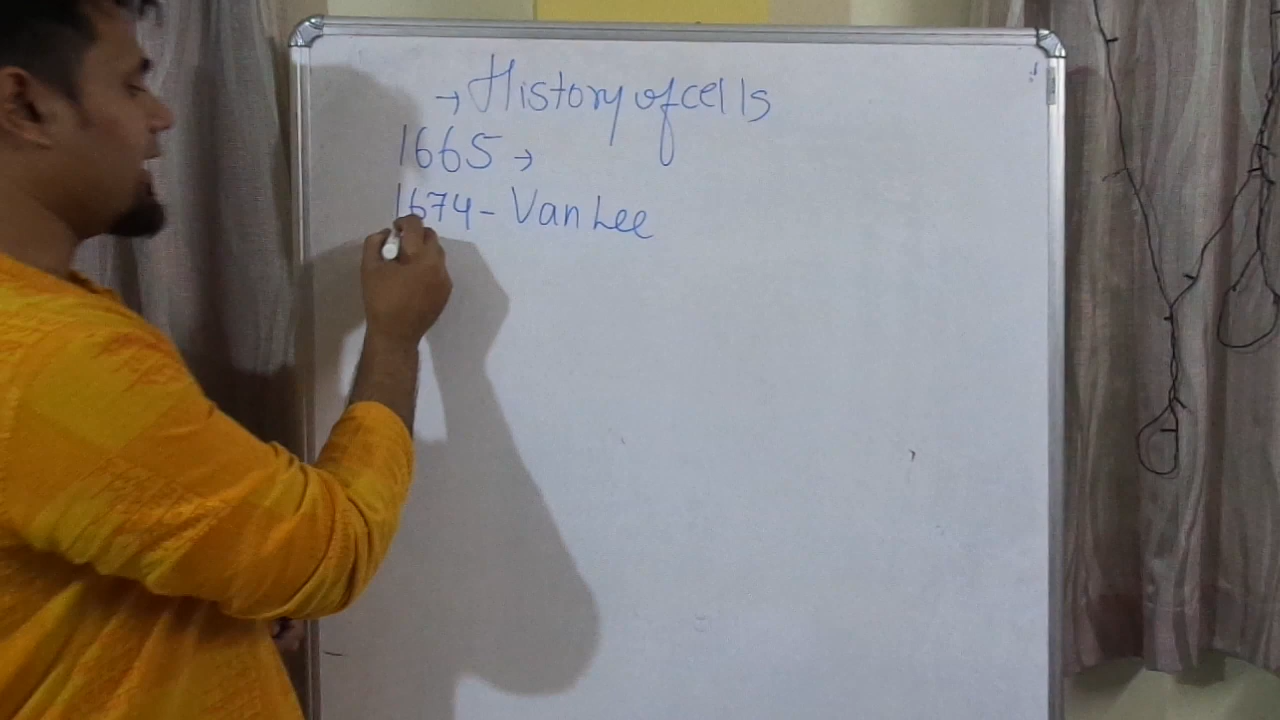 → History of cells
1665 →
1674 - Van Lee